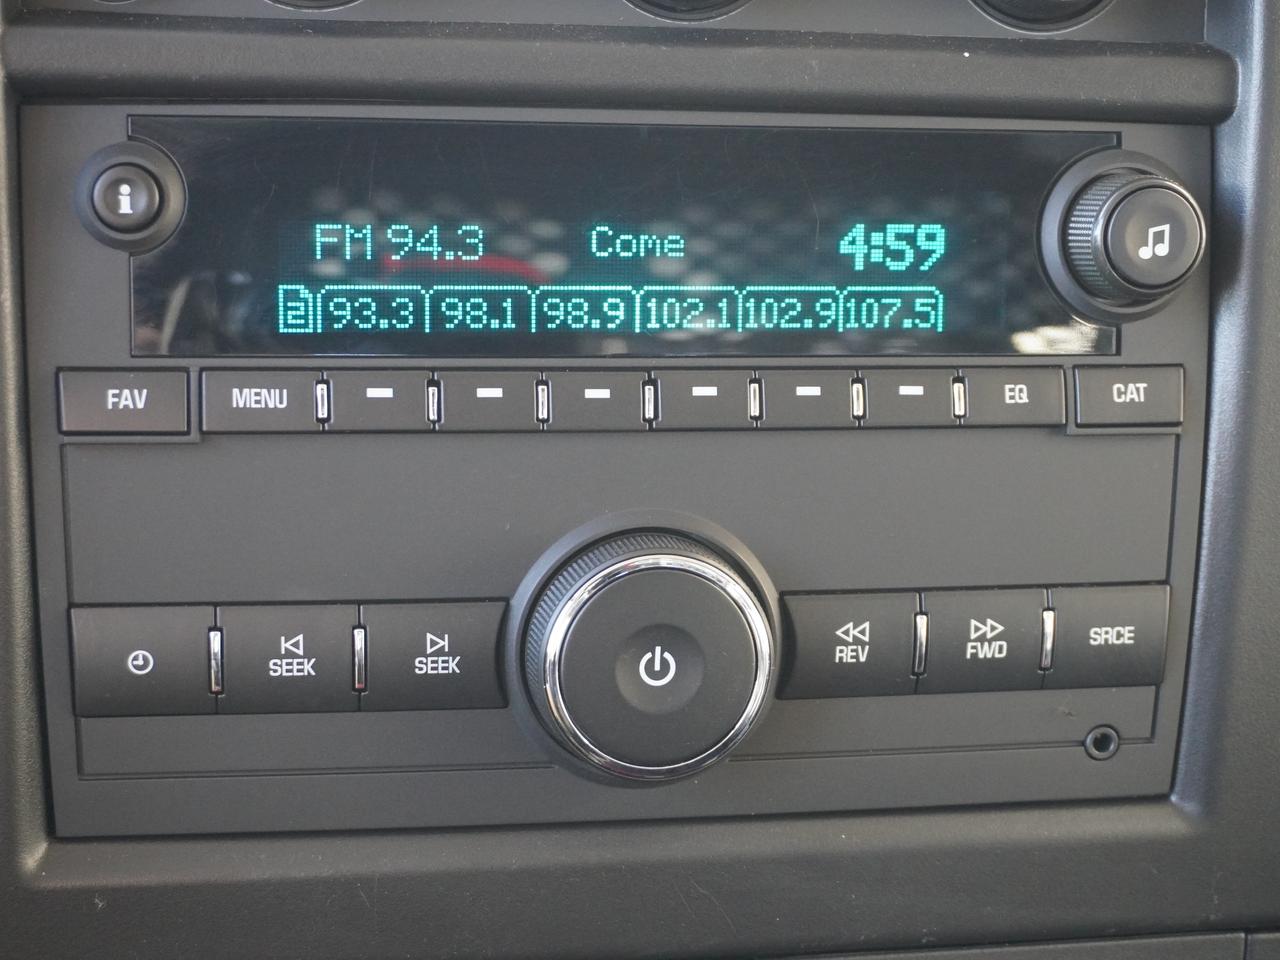 i
FM 94.3 Come 4:59
2 93.3 98.1 98.9 102.1 102.9 107.5
FAV MENU EQ CAT
SEEK SEEK REV FWD SRCE